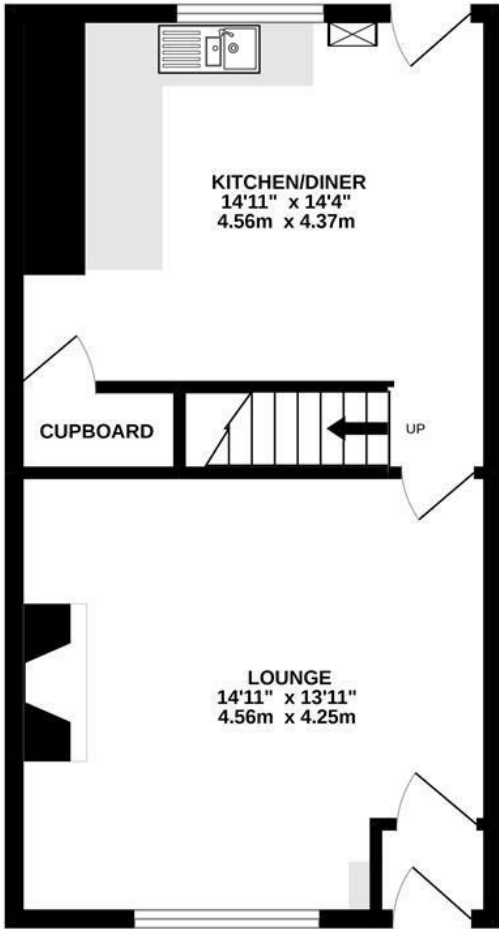 KITCHEN/DINER
14'11" x 14'4"
4.56m x 4.37m
CUPBOARD
UP
LOUNGE
14'11" x 13'11"
4.56m x 4.25m